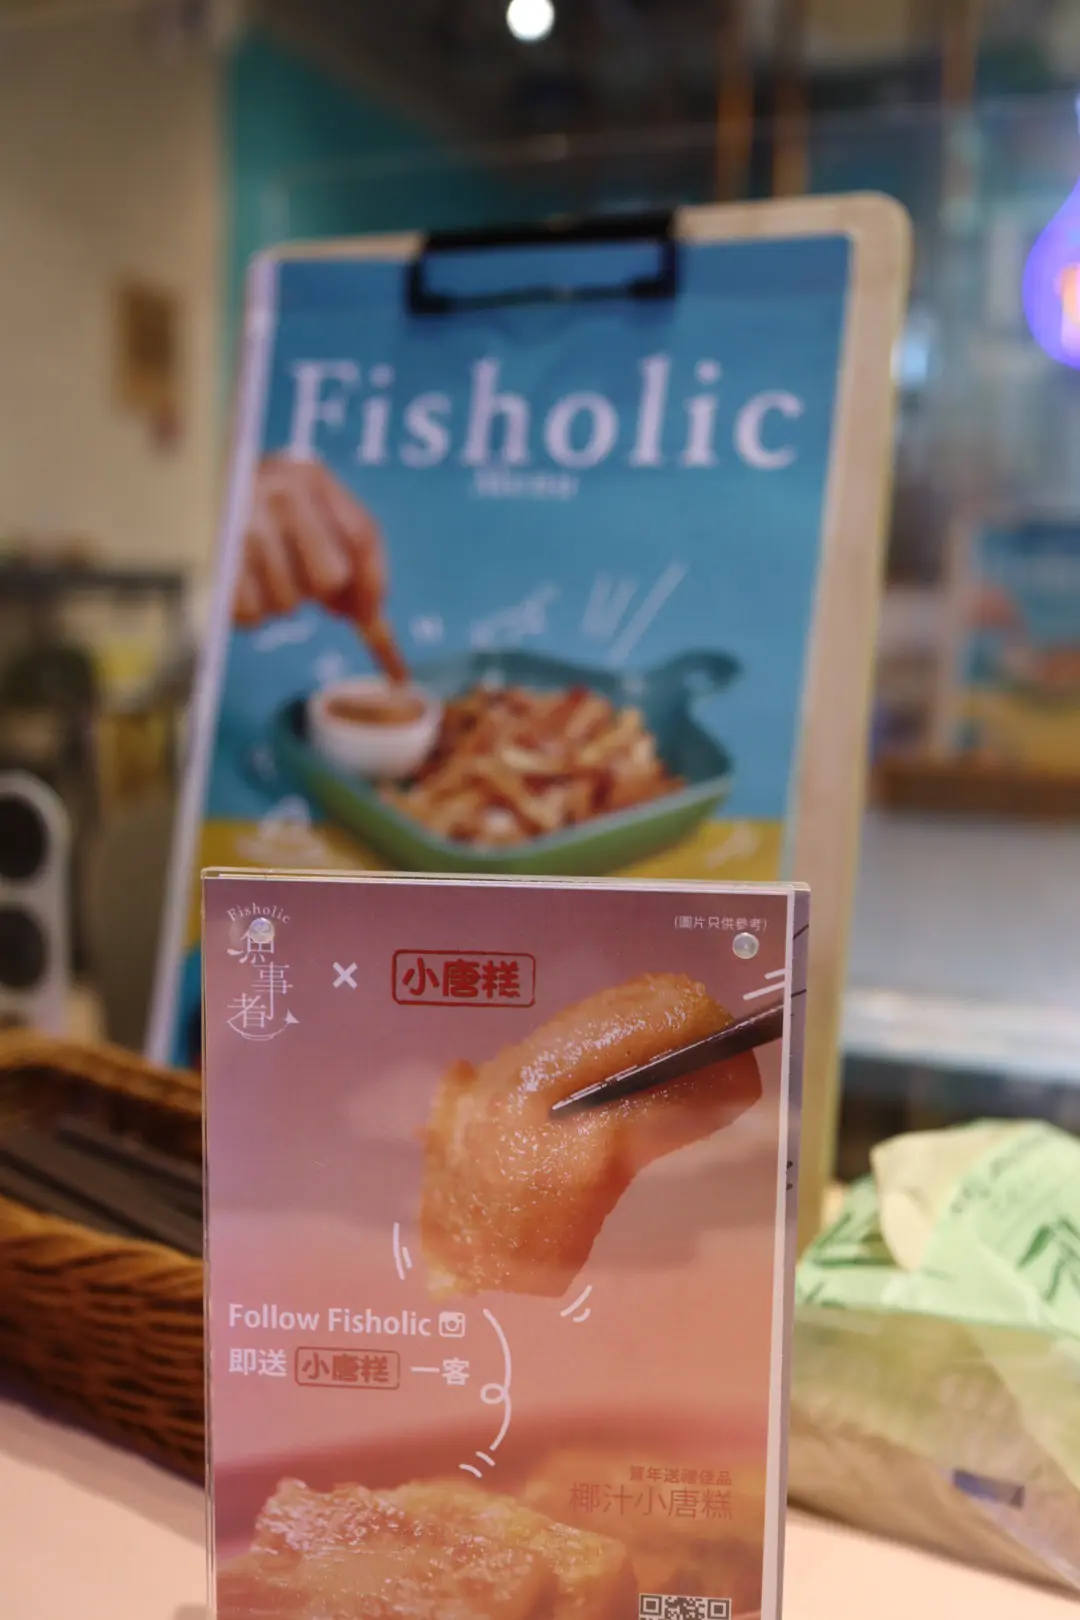 Fisholic
Menu
Fisholic
魚事者
×
小唐糕
(圖片只供參考)
Follow Fisholic
即送 小唐糕 一客
賀年送禮佳品
椰汁小唐糕